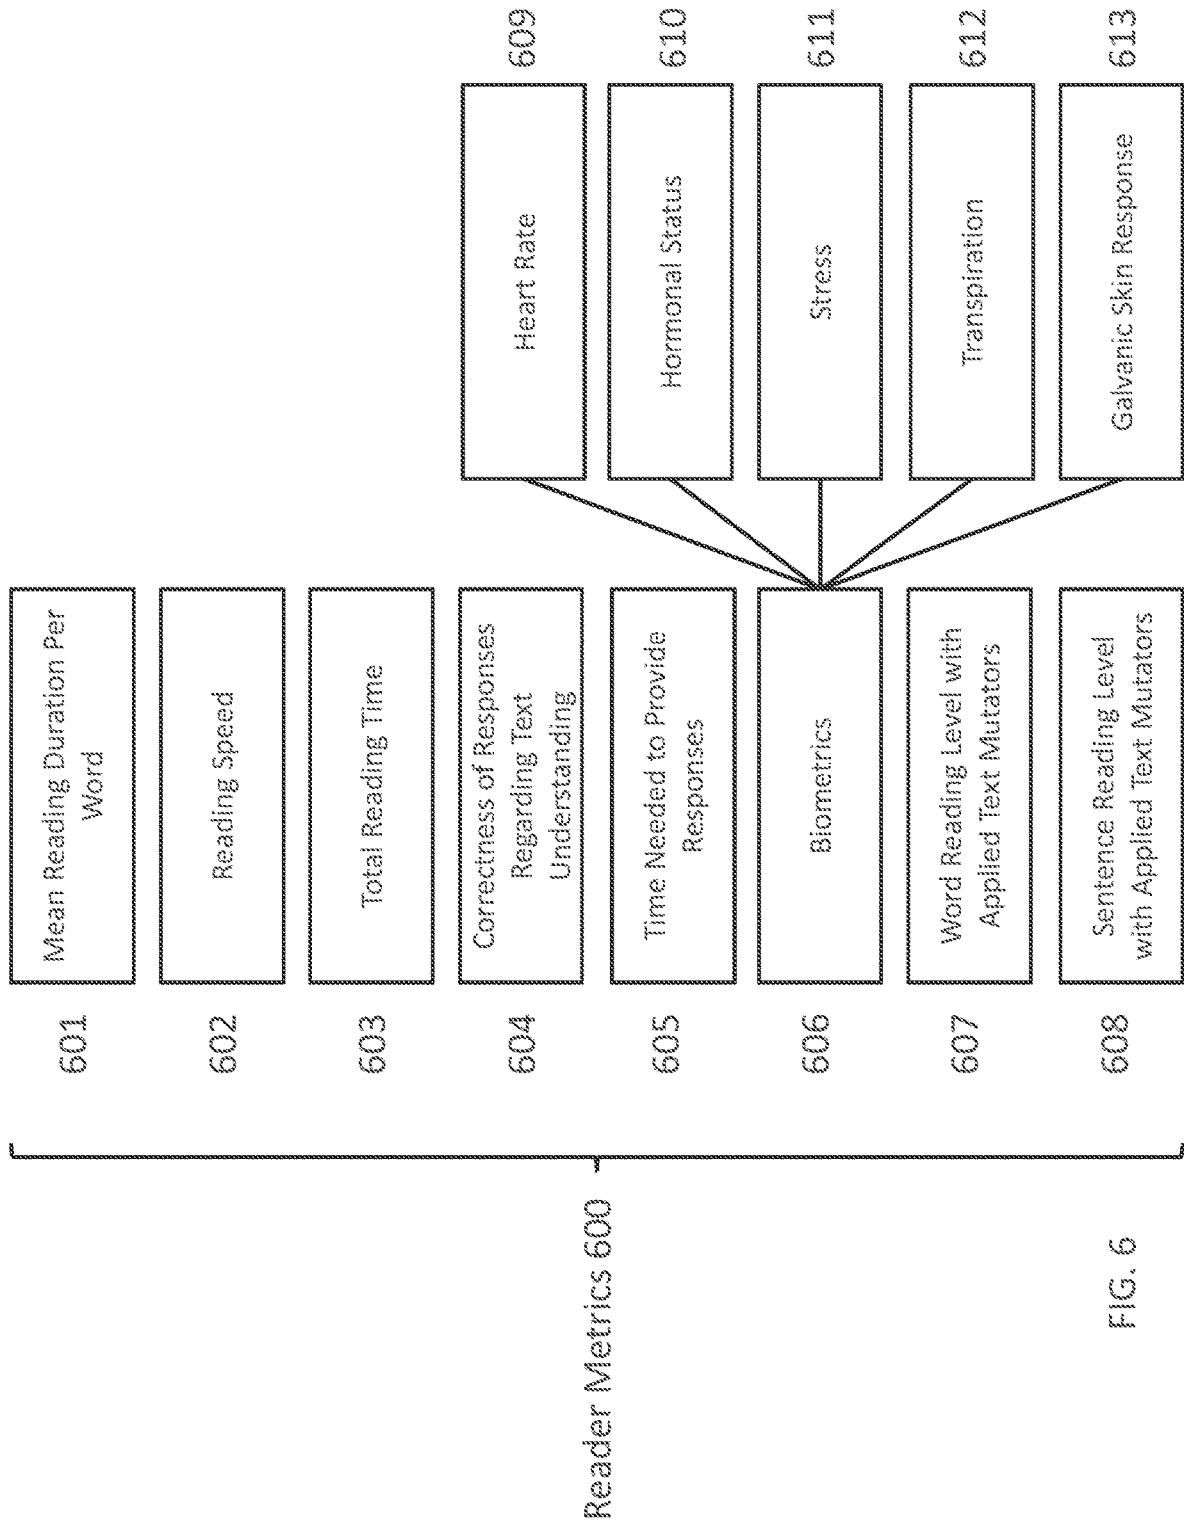 Reader Metrics 600
601
Mean Reading Duration Per
Word
602
Reading Speed
603
Total Reading Time
604
Correctness of Responses
Regarding Text
Understanding
605
Time Needed to Provide
Responses
606
Biometrics
607
Word Reading Level with
Applied Text Mutators
608
Sentence Reading Level
with Applied Text Mutators
Heart Rate
609
Hormonal Status
610
Stress
611
Transpiration
612
Galvanic Skin Response
613
FIG. 6